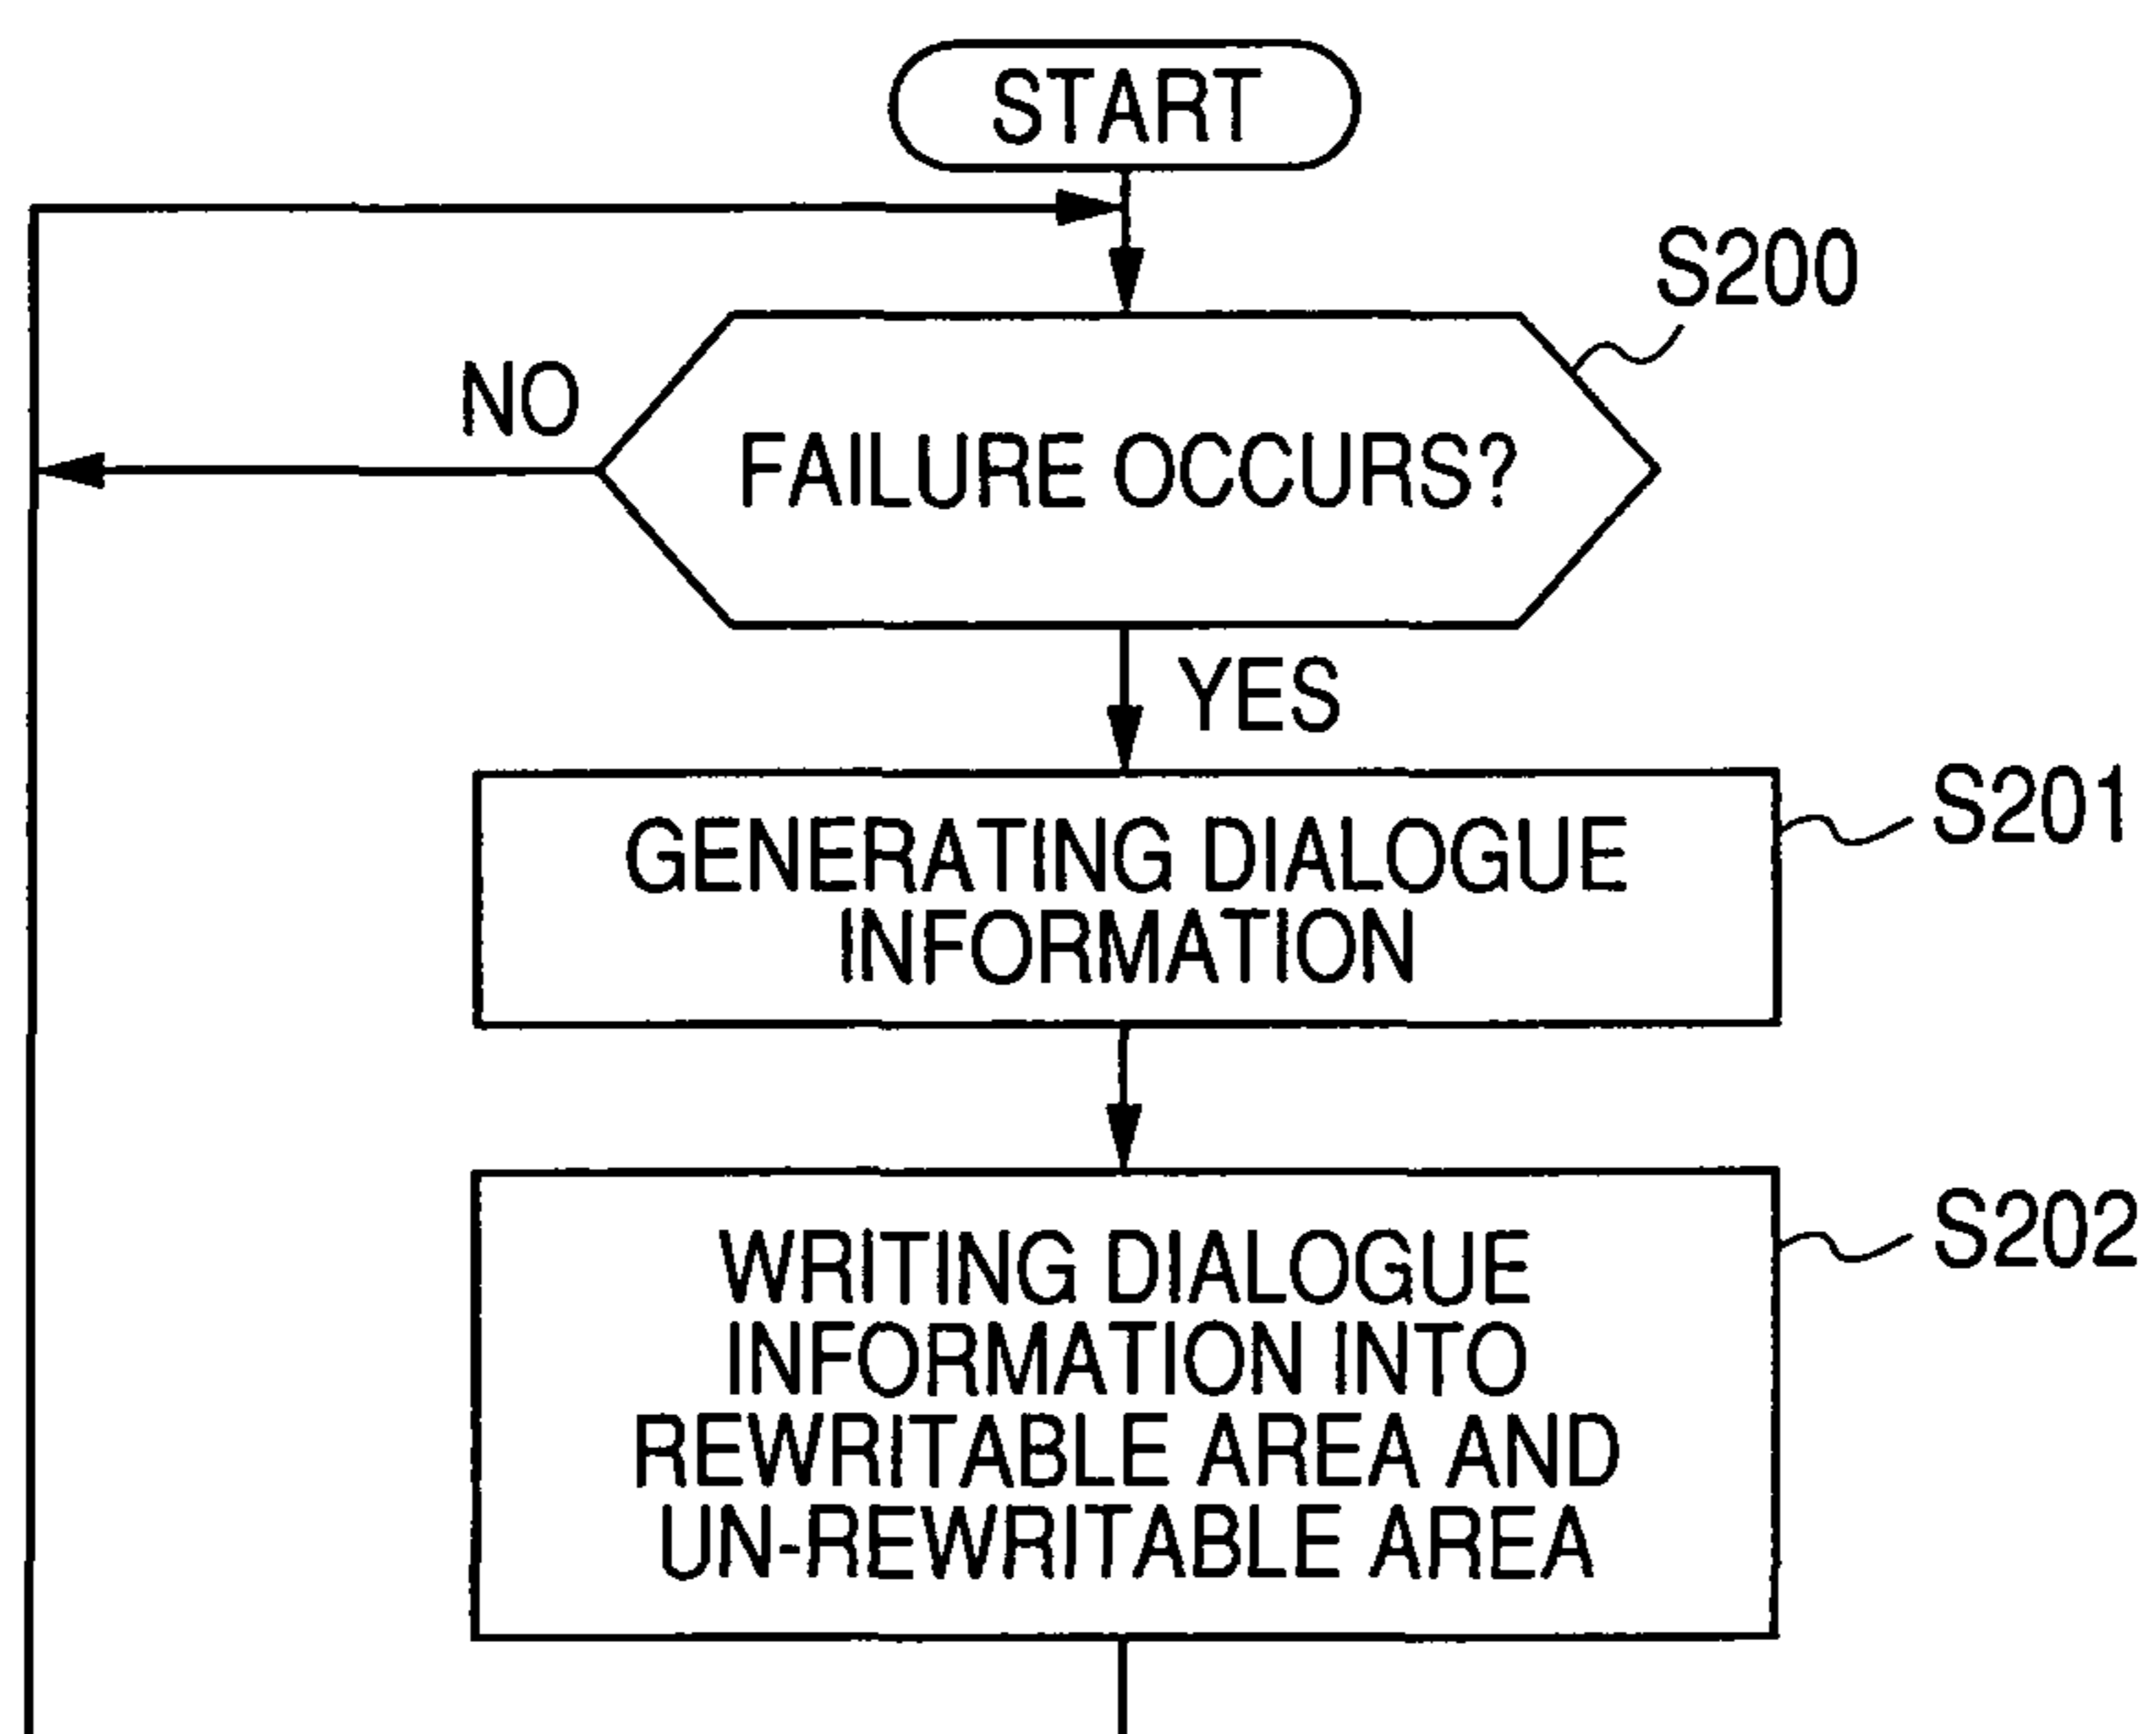 START
S200
NO
FAILURE OCCURS?
YES
S201
GENERATING DIALOGUE
INFORMATION
S202
WRITING DIALOGUE
INFORMATION INTO
REWRITABLE AREA AND
UN-REWRITABLE AREA